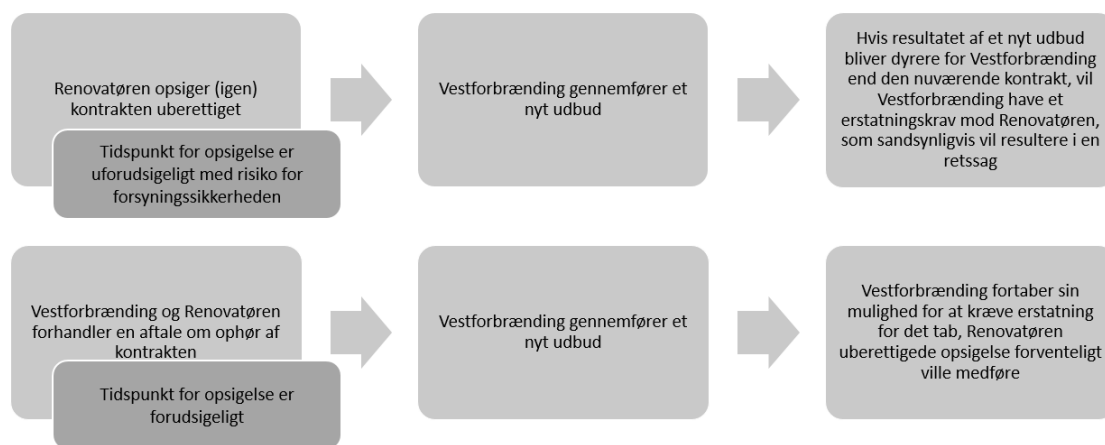 Renovatøren opsiger (igen)
kontrakten uberettiget
Tidspunkt for opsigelse er
uforudsigeligt med risiko for
forsyningssikkerheden
Vestforbrænding gennemfører et
nyt udbud
Hvis resultatet af et nyt udbud
bliver dyrere for Vestforbrænding
end den nuværende kontrakt, vil
Vestforbrænding have et
erstatningskrav mod Renovatøren,
som sandsynligvis vil resultere i en
retssag
Vestforbrænding og Renovatøren
forhandler en aftale om ophør af
kontrakten
Tidspunkt for opsigelse er
forudsigeligt
Vestforbrænding gennemfører et
nyt udbud
Vestforbrænding fortaber sin
mulighed for at kræve erstatning
for det tab, Renovatøren
uberettigede opsigelse forventeligt
ville medføre